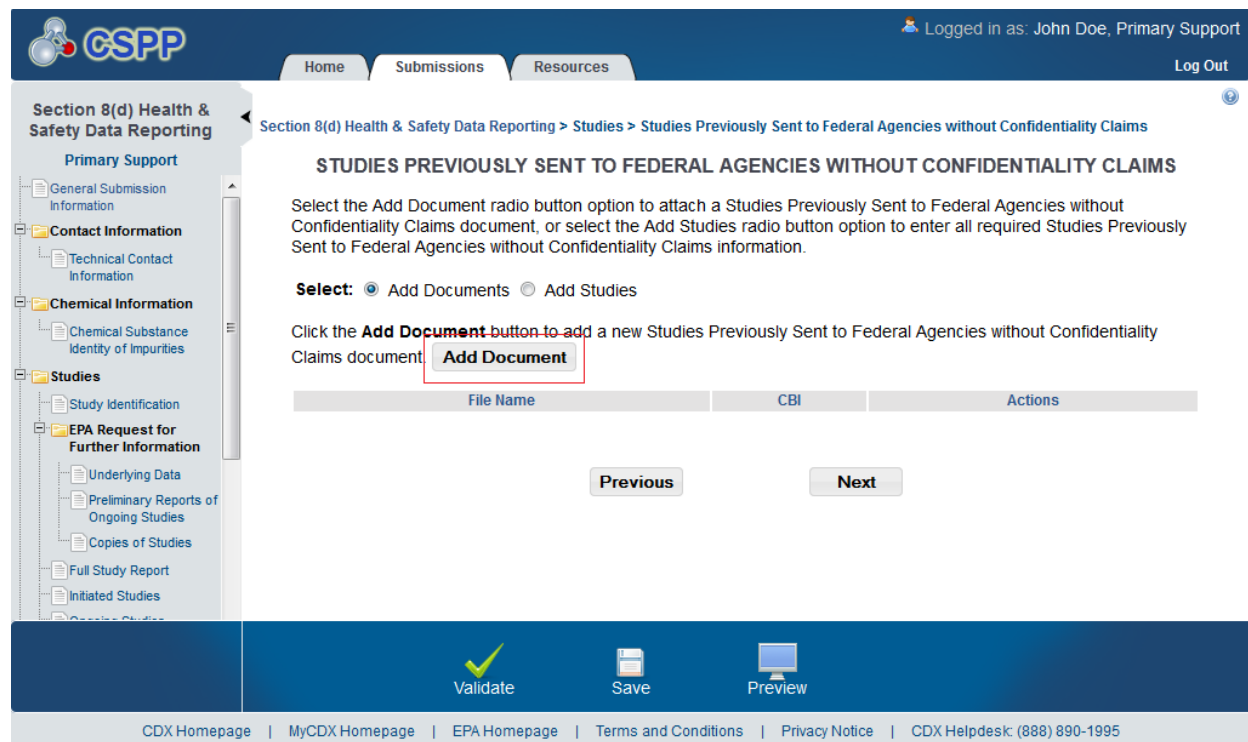 CSPP
Logged in as: John Doe, Primary Support
Home
Submissions
Resources
Log Out
Section 8(d) Health &
Safety Data Reporting
Primary Support
General Submission
Information
Contact Information
Technical Contact
Information
Chemical Information
Chemical Substance
Identity of Impurities
Studies
Study Identification
EPA Request for
Further Information
Underlying Data
Preliminary Reports of
Ongoing Studies
Copies of Studies
Full Study Report
Initiated Studies
Ongoing Studies
Section 8(d) Health & Safety Data Reporting > Studies > Studies Previously Sent to Federal Agencies without Confidentiality Claims
STUDIES PREVIOUSLY SENT TO FEDERAL AGENCIES WITHOUT CONFIDENTIALITY CLAIMS
Select the Add Document radio button option to attach a Studies Previously Sent to Federal Agencies without
Confidentiality Claims document, or select the Add Studies radio button option to enter all required Studies Previously
Sent to Federal Agencies without Confidentiality Claims information.
Select: Add Documents Add Studies
Click the Add Document button to add a new Studies Previously Sent to Federal Agencies without Confidentiality
Claims document. Add Document
File Name CBI Actions
Previous Next
Validate Save Preview
CDX Homepage | MyCDX Homepage | EPA Homepage | Terms and Conditions | Privacy Notice | CDX Helpdesk: (888) 890-1995